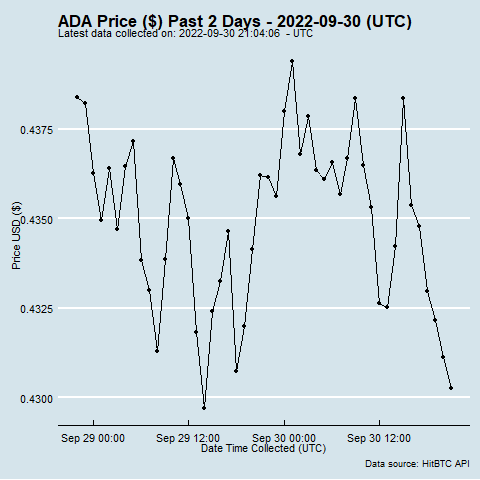 ADA Price ($) Past 2 Days - 2022-09-30 (UTC)
Latest data collected on: 2022-09-30 21:04:06 - UTC
Price USD ($)
0.4375
0.4350
0.4325
0.4300
Sep 29 00:00
Sep 29 12:00
Sep 30 00:00
Sep 30 12:00
Date Time Collected (UTC)
Data source: HitBTC API